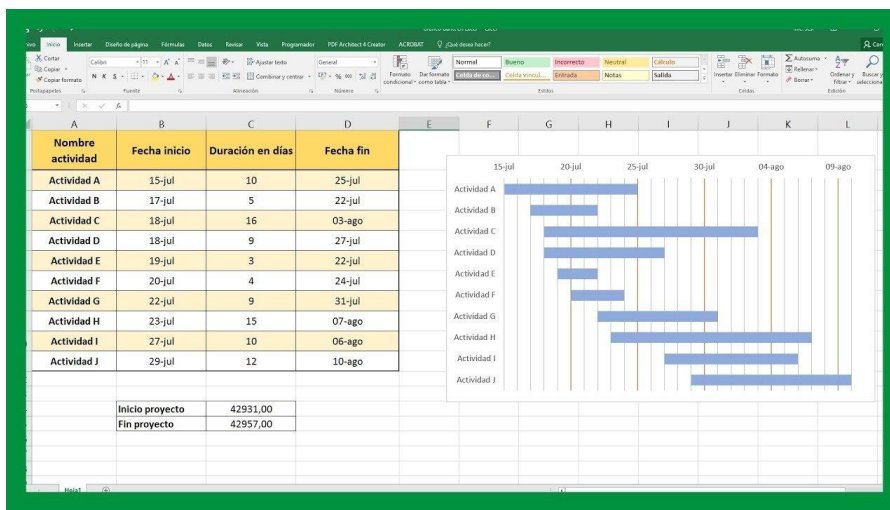 Inicio Insertar Diseño de página Fórmulas Datos Revisar Vista Programador PDF Architect 4 Creator ACROBAT ¿Qué desea hacer?
Cortar
Copiar
Copiar formato
Portapapeles
Calibri 11
N K S
Fuente
Ajustar texto
Combinar y centrar
Alineación
General
% 000
Número
Formato condicional
Dar formato como tabla
Normal Bueno Incorrecto Neutral Cálculo
Celda de co... Celda vincul... Entrada Notas Salida
Estilos
Insertar Eliminar Formato
Celdas
Autosuma
Rellenar
Borrar
Ordenar y filtrar
Buscar y
Edición
fx
A B C D E F G H I J K L
Nombre actividad Fecha inicio Duración en días Fecha fin
Actividad A 15-jul 10 25-jul
Actividad B 17-jul 5 22-jul
Actividad C 18-jul 16 03-ago
Actividad D 18-jul 9 27-jul
Actividad E 19-jul 3 22-jul
Actividad F 20-jul 4 24-jul
Actividad G 22-jul 9 31-jul
Actividad H 23-jul 15 07-ago
Actividad I 27-jul 10 06-ago
Actividad J 29-jul 12 10-ago
Inicio proyecto 42931,00
Fin proyecto 42957,00
15-jul 20-jul 25-jul 30-jul 04-ago 09-ago
Actividad A
Actividad B
Actividad C
Actividad D
Actividad E
Actividad F
Actividad G
Actividad H
Actividad I
Actividad J
Hoja1